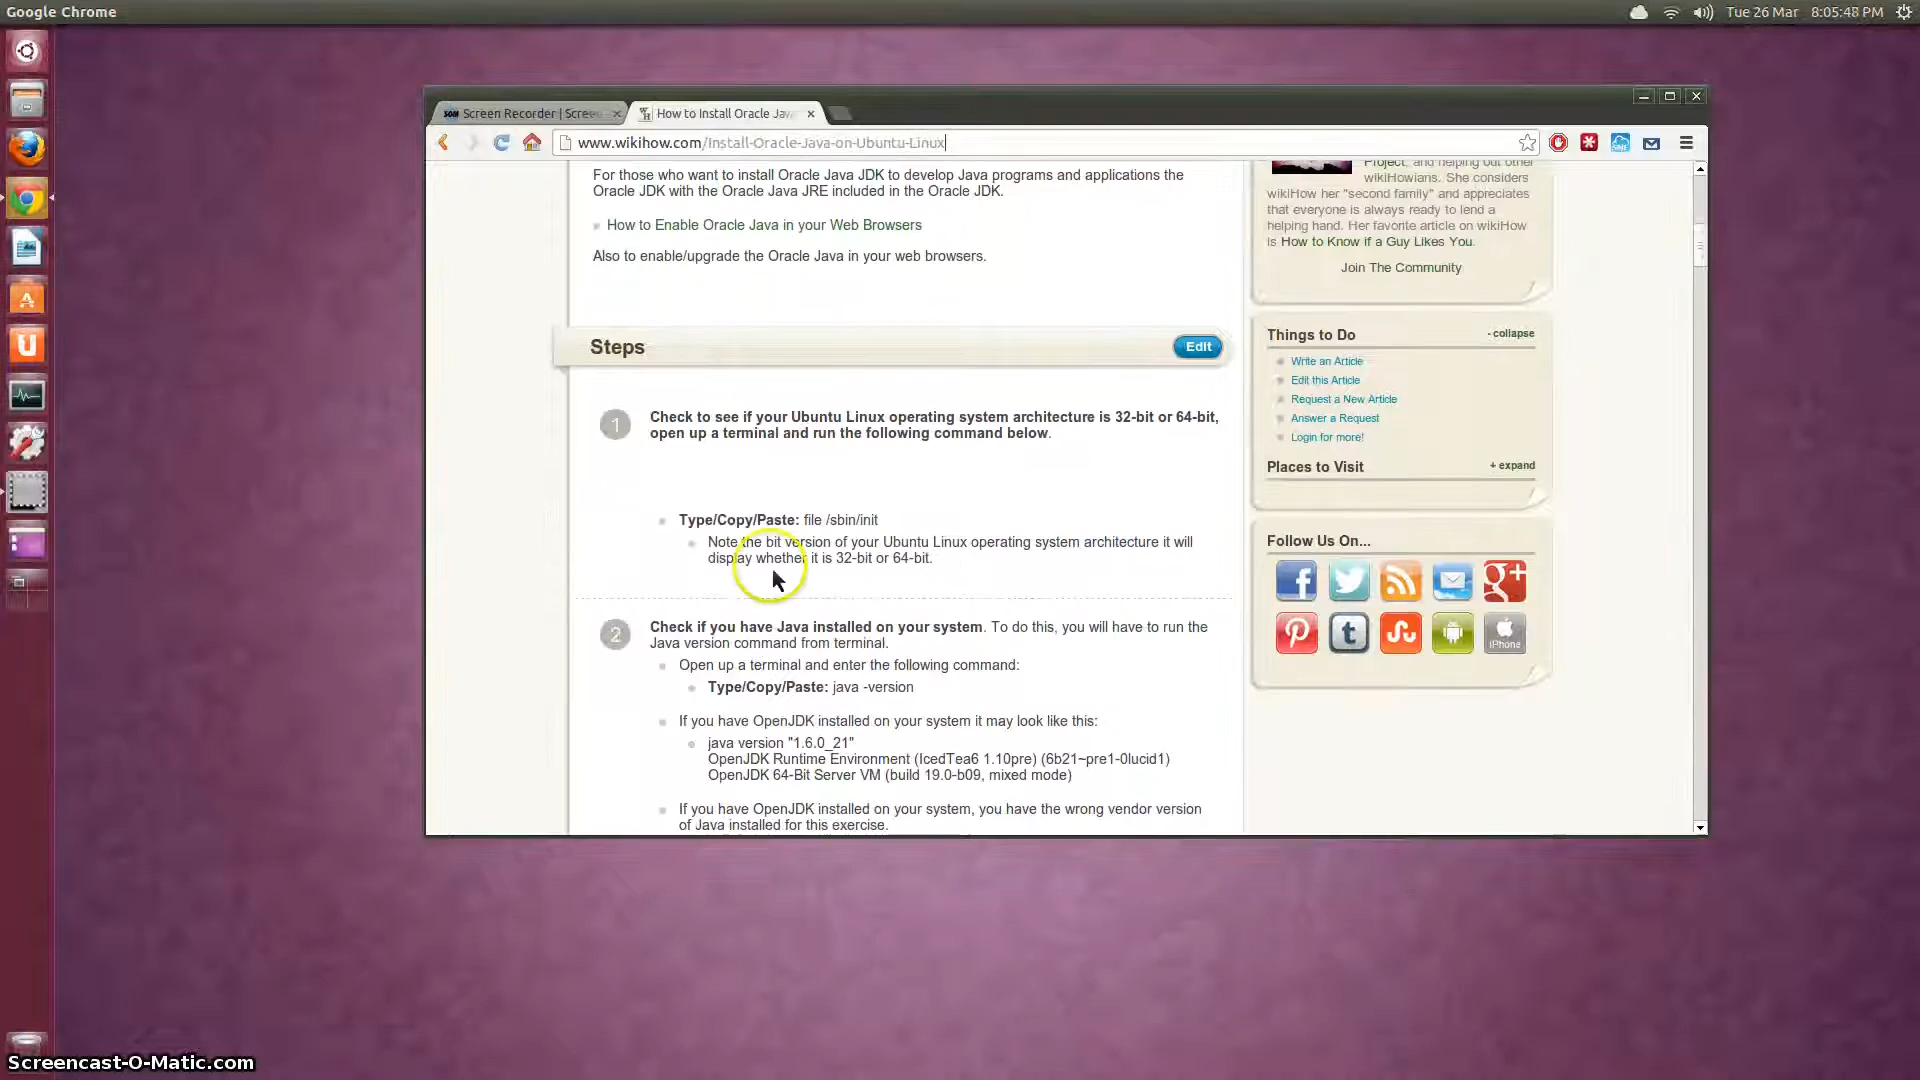 Google Chrome
Tue 26 Mar 8:05:48 PM
Screen Recorder | Scree
How to Install Oracle Jav
www.wikihow.com/Install-Oracle-Java-on-Ubuntu-Linux
For those who want to install Oracle Java JDK to develop Java programs and applications the
Oracle JDK with the Oracle Java JRE included in the Oracle JDK.
How to Enable Oracle Java in your Web Browsers
Also to enable/upgrade the Oracle Java in your web browsers.
Steps
Edit
1
Check to see if your Ubuntu Linux operating system architecture is 32-bit or 64-bit,
open up a terminal and run the following command below.
Type/Copy/Paste: file /sbin/init
Note the bit version of your Ubuntu Linux operating system architecture it will
display whether it is 32-bit or 64-bit.
2
Check if you have Java installed on your system. To do this, you will have to run the
Java version command from terminal.
Open up a terminal and enter the following command:
Type/Copy/Paste: java -version
If you have OpenJDK installed on your system it may look like this:
java version "1.6.0_21"
OpenJDK Runtime Environment (IcedTea6 1.10pre) (6b21~pre1-0lucid1)
OpenJDK 64-Bit Server VM (build 19.0-b09, mixed mode)
If you have OpenJDK installed on your system, you have the wrong vendor version
of Java installed for this exercise.
Project, and helping out other
wikiHowians. She considers
wikiHow her "second family" and appreciates
that everyone is always ready to lend a
helping hand. Her favorite article on wikiHow
is How to Know if a Guy Likes You.
Join The Community
Things to Do
- collapse
Write an Article
Edit this Article
Request a New Article
Answer a Request
Login for more!
Places to Visit
+ expand
Follow Us On...
iPhone
Screencast-O-Matic.com